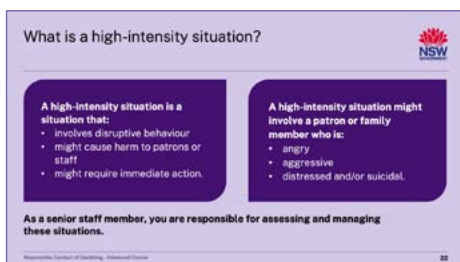 What is a high-intensity situation?
NSW
GOVERNMENT
A high-intensity situation is a
situation that:
• involves disruptive behaviour
• might cause harm to patrons or
staff
• might require immediate action.
A high-intensity situation might
involve a patron or family
member who is:
• angry
• aggressive
• distressed and/or suicidal.
As a senior staff member, you are responsible for assessing and managing
these situations.
Responsible Conduct of Gambling - Advanced Course
22